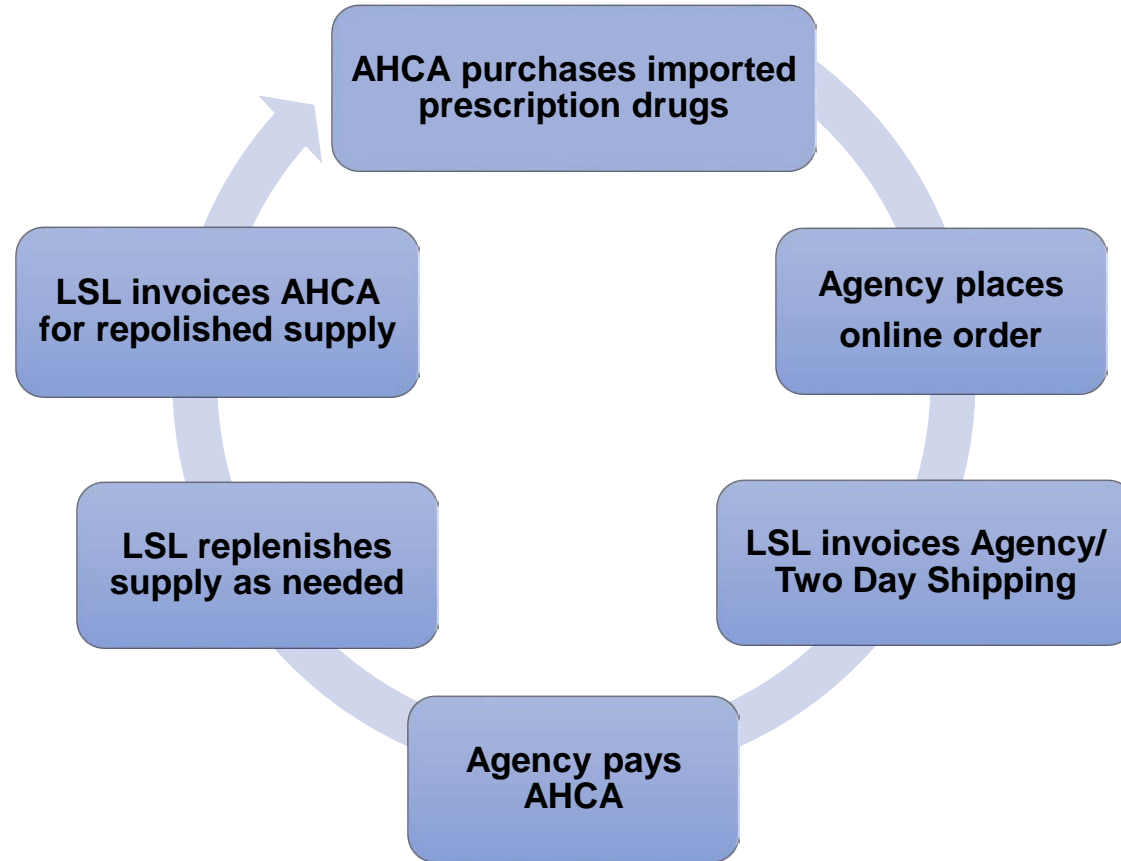 AHCA purchases imported
prescription drugs
Agency places
online order
LSL invoices Agency/
Two Day Shipping
Agency pays
AHCA
LSL replenishes
supply as needed
LSL invoices AHCA
for repolished supply